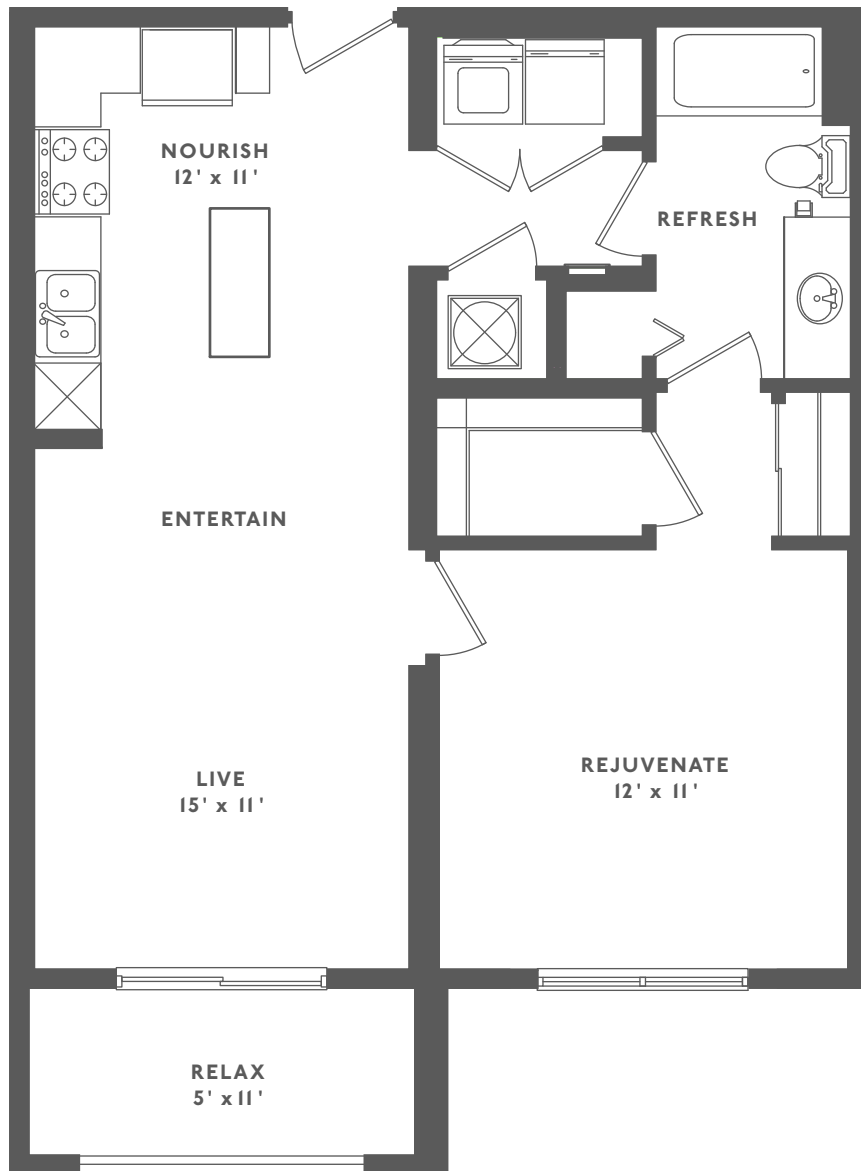 NOURISH
12' x 11'
REFRESH
ENTERTAIN
LIVE
15' x 11'
REJUVENATE
12' x 11'
RELAX
5' x 11'